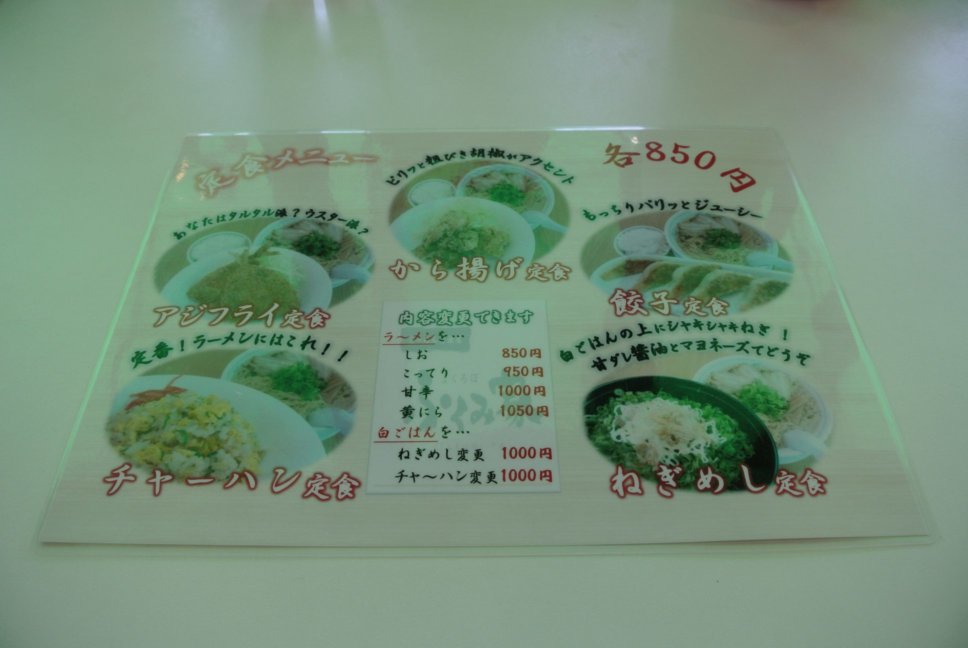 定食メニュー
各850円
ピリッと粗びき胡椒がアクセント
から揚げ定食
あなたはタルタル派?ウスター派?
アジフライ定食
もっちりパリッとジューシー
餃子定食
定番!ラーメンにはこれ!!
チャーハン定食
内容変更できます
ラ〜メンを…
しお 850円
こってり 950円
甘辛 1000円
黄にら 1050円
白ごはんを…
ねぎめし変更 1000円
チャ〜ハン変更 1000円
白ごはんの上にシャキシャキねぎ!
甘ダレ醤油とマヨネーズでどうぞ
ねぎめし定食